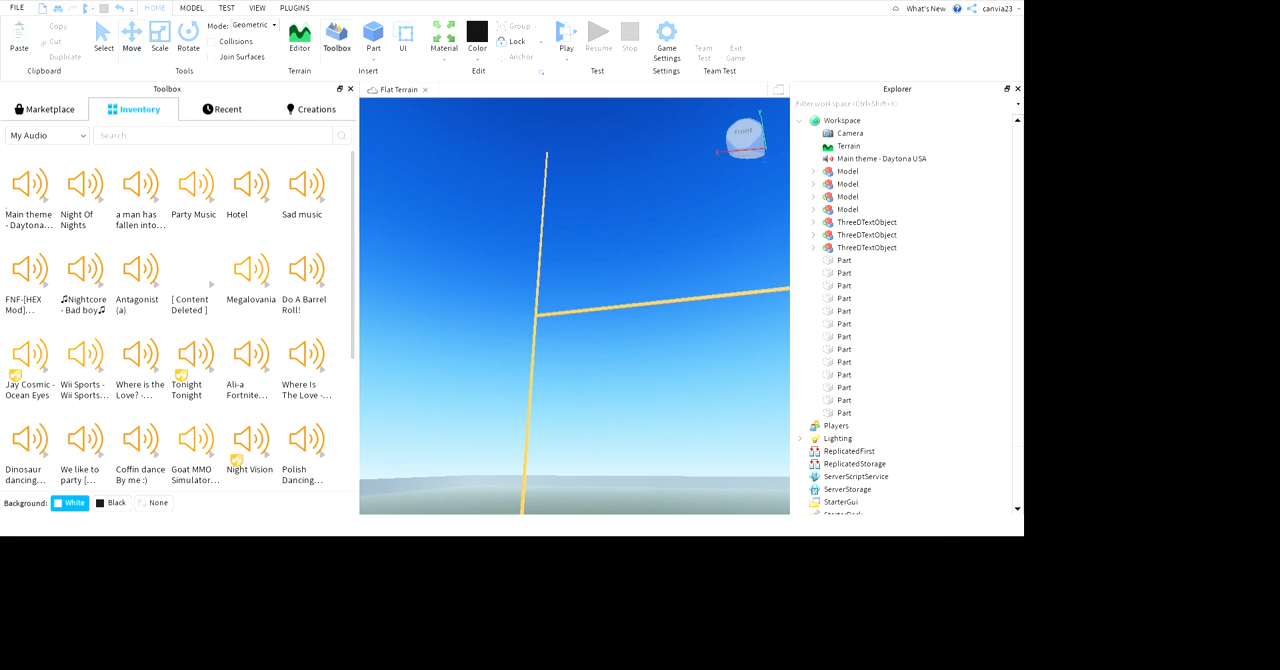 FILE HOME MODEL TEST VIEW PLUGINS What's New canvia23
Paste Copy Cut Duplicate Clipboard
Select Move Scale Rotate Mode: Geometric Collisions Join Surfaces Tools
Editor Terrain
Toolbox Part UI Insert
Material Color Group Lock Anchor Edit
Play Resume Stop Test
Game Settings Settings
Team Test Exit Game Team Test
Toolbox
Marketplace Inventory Recent Creations
My Audio Search
Main theme - Daytona...
Night Of Nights
a man has fallen into...
Party Music
Hotel
Sad music
FNF-[HEX Mod]...
♫Nightcore - Bad boy♫
Antagonist (a)
[ Content Deleted ]
Megalovania
Do A Barrel Roll!
Jay Cosmic - Ocean Eyes
Wii Sports - Wii Sports...
Where is the Love? -...
Tonight Tonight
Ali-a Fortnite...
Where Is The Love -...
Dinosaur dancing...
We like to party [...
Coffin dance By me :)
Goat MMO Simulator...
Night Vision
Polish Dancing...
Background: White Black None
Flat Terrain
Front
Explorer
Filter workspace (Ctrl+Shift+X)
Workspace
Camera
Terrain
Main theme - Daytona USA
Model
Model
Model
Model
ThreeDTextObject
ThreeDTextObject
ThreeDTextObject
Part
Part
Part
Part
Part
Part
Part
Part
Part
Part
Part
Part
Part
Players
Lighting
ReplicatedFirst
ReplicatedStorage
ServerScriptService
ServerStorage
StarterGui